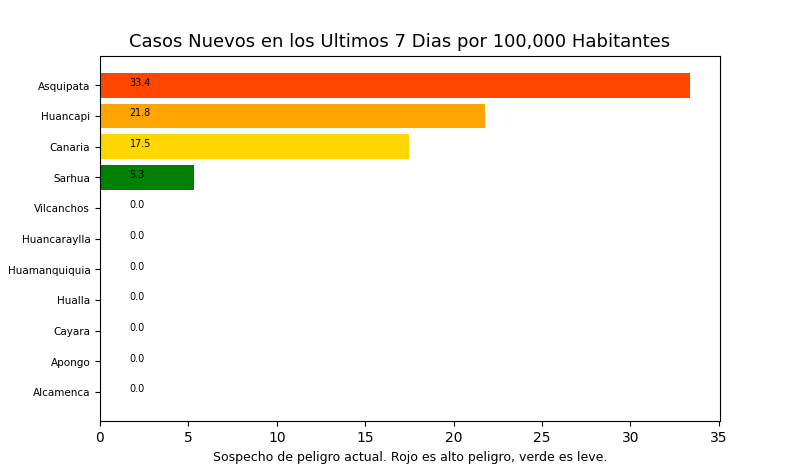 Casos Nuevos en los Ultimos 7 Dias por 100,000 Habitantes
Asquipata 33.4
Huancapi 21.8
Canaria 17.5
Sarhua 5.3
Vilcanchos 0.0
Huancaraylla 0.0
Huamanquiquia 0.0
Hualla 0.0
Cayara 0.0
Apongo 0.0
Alcamenca 0.0
0 5 10 15 20 25 30 35
Sospecho de peligro actual. Rojo es alto peligro, verde es leve.